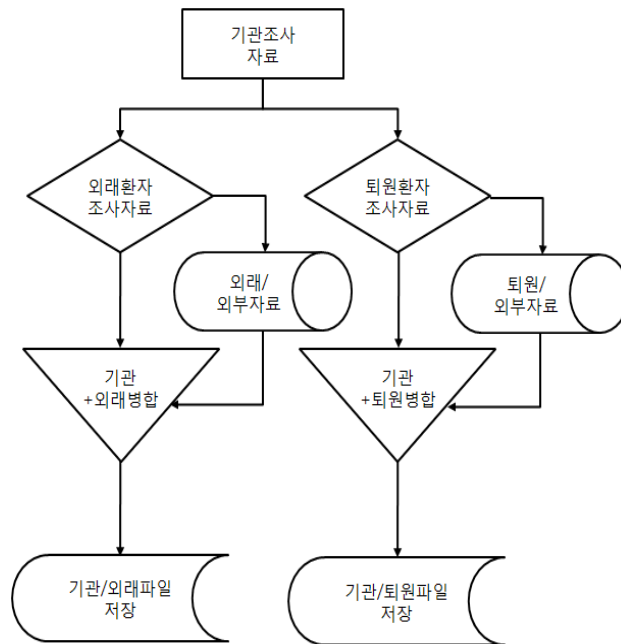 기관조사
자료
외래환자
조사자료
퇴원환자
조사자료
외래/
외부자료
퇴원/
외부자료
기관
+외래병합
기관
+퇴원병합
기관/외래파일
저장
기관/퇴원파일
저장